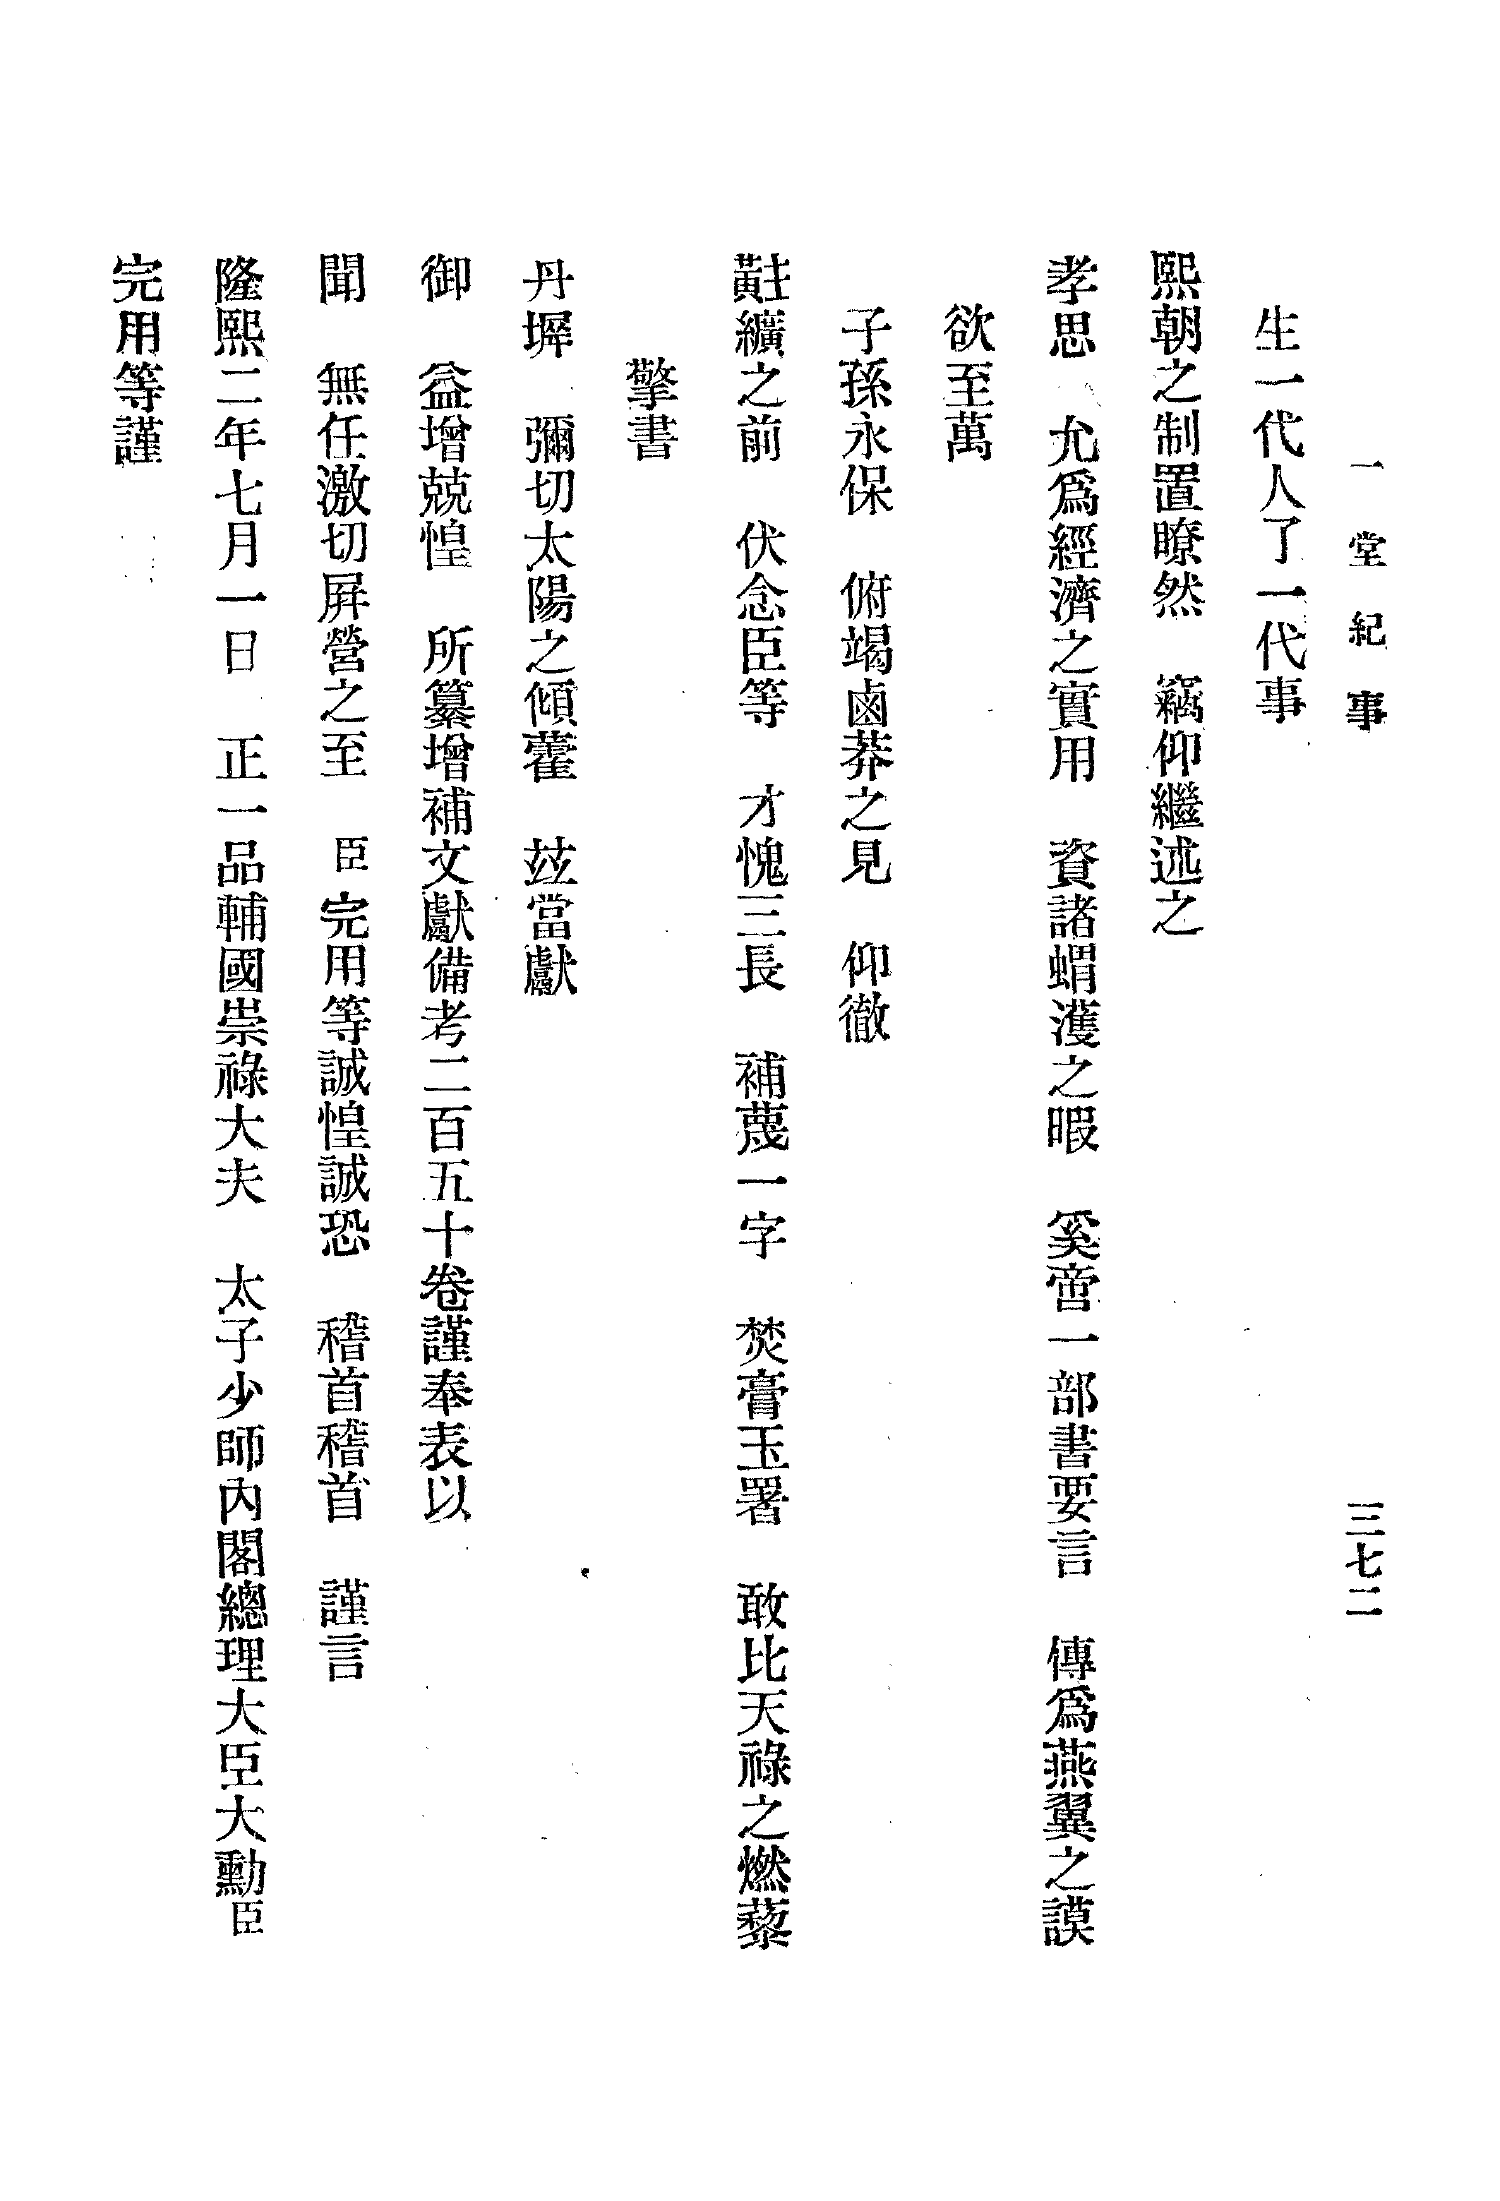 一堂紀事 三七二
生一代人了一代事
熙朝之制置瞭然 竊仰繼述之
孝思 允爲經濟之實用 資諸蜎濩之暇 奚啻一部書要言 傳爲燕翼之謨
欲至萬
子孫永保 俯竭鹵莽之見 仰徹
黈纊之前 伏念臣等 才愧三長 補蔑一字 焚膏玉署 敢比天祿之燃藜
擎書
丹墀 彌切太陽之傾藿 玆當獻
御 益增兢惶 所纂增補文獻備考二百五十卷謹奉表以
聞 無任激切屛營之至 臣完用等誠惶誠恐 稽首稽首 謹言
隆熙二年七月一日 正一品輔國崇祿大夫 太子少師內閣總理大臣大勳臣
完用等謹